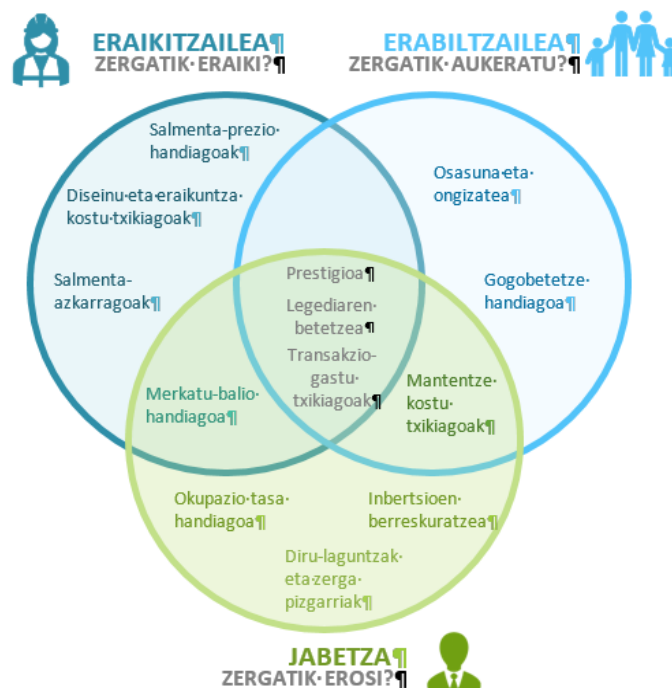 ERAIKITZAILEA¶
ZERGATIK·ERAIKI?¶
ERABILTZAILEA¶
ZERGATIK·AUKERATU?¶
Salmenta-prezio·
handiagoak¶
Diseinu·eta·eraikuntza·
kostu·txikiagoak¶
Salmenta-
azkarragoak¶
Osasuna·eta·
ongizatea¶
Gogobetetze·
handiagoa¶
Prestigioa¶
Legediaren·
betetzea¶
Transakzio-
gastu·
txikiagoak¶
Merkatu-balio·
handiagoa¶
Mantentze·
kostu·
txikiagoak¶
Okupazio·tasa·
handiagoa¶
Inbertsioen·
berreskuratzea¶
Diru-laguntzak·
eta·zerga·
pizgarriak¶
JABETZA¶
ZERGATIK·EROSI?¶